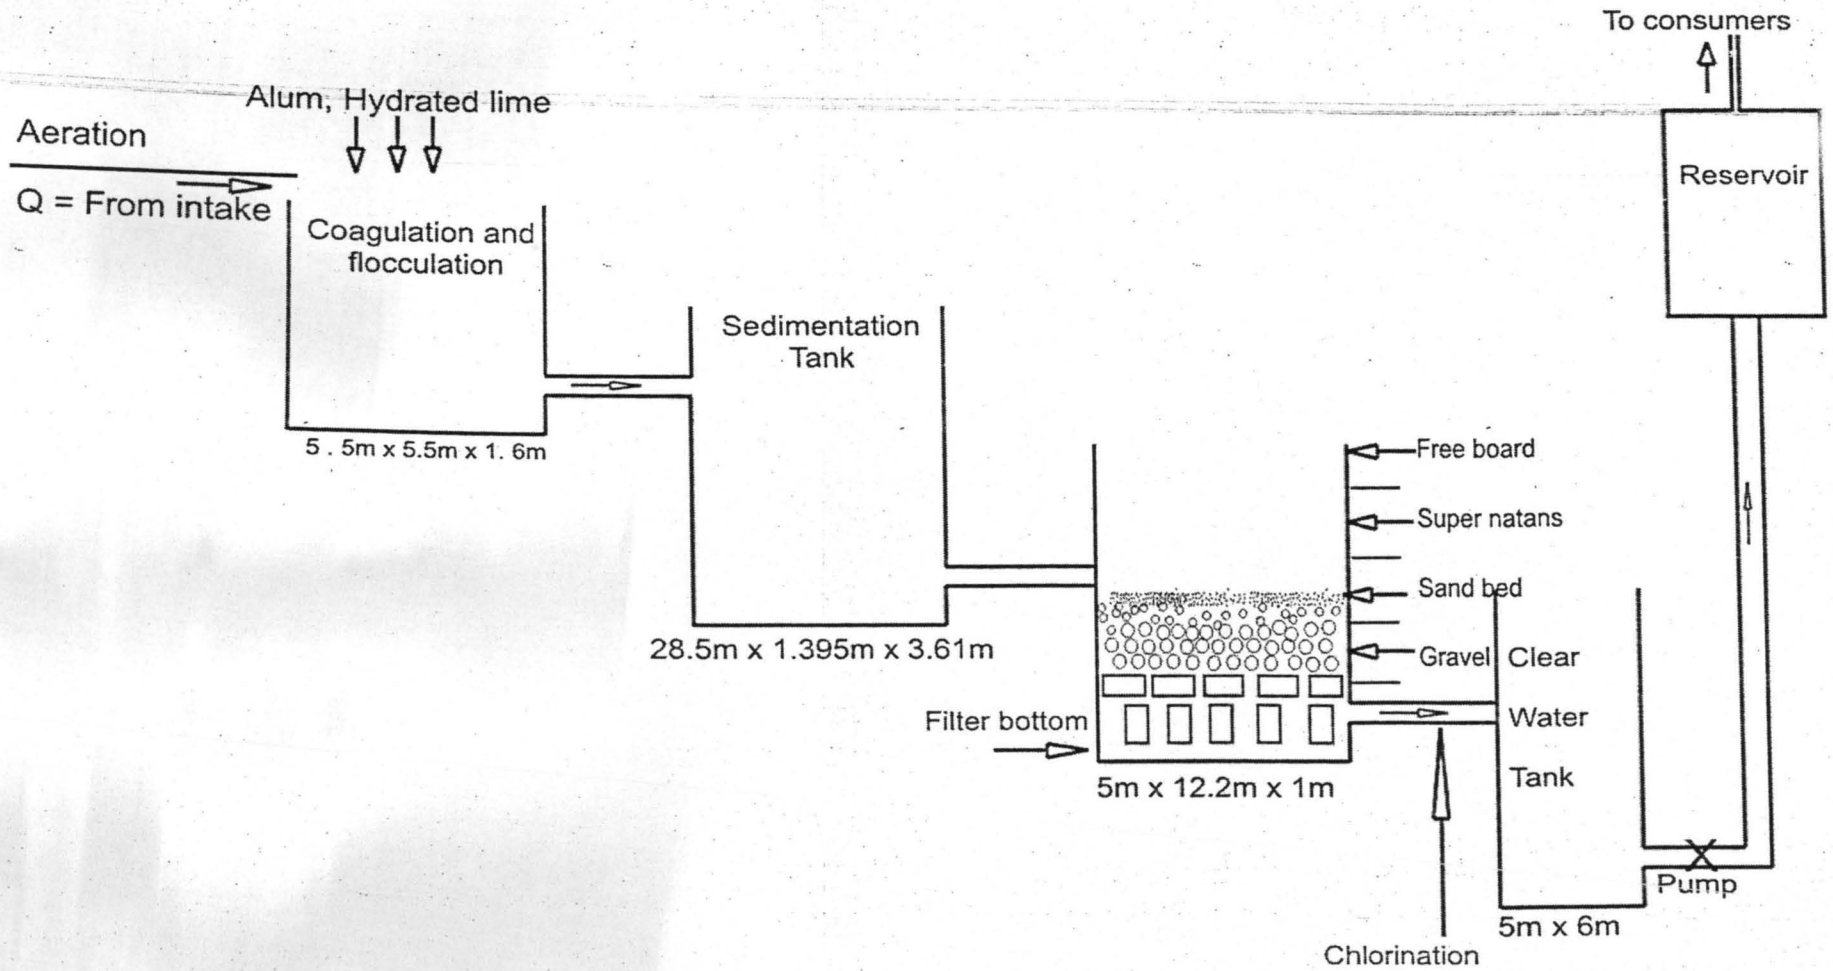 To consumers
Alum, Hydrated lime
Aeration
Q = From intake
Reservoir
Coagulation and
flocculation
Sedimentation
Tank
5 . 5m x 5.5m x 1. 6m
Free board
Super natans
Sand bed
28.5m x 1.395m x 3.61m
Gravel
Clear
Water
Tank
Filter bottom
5m x 12.2m x 1m
Pump
5m x 6m
Chlorination